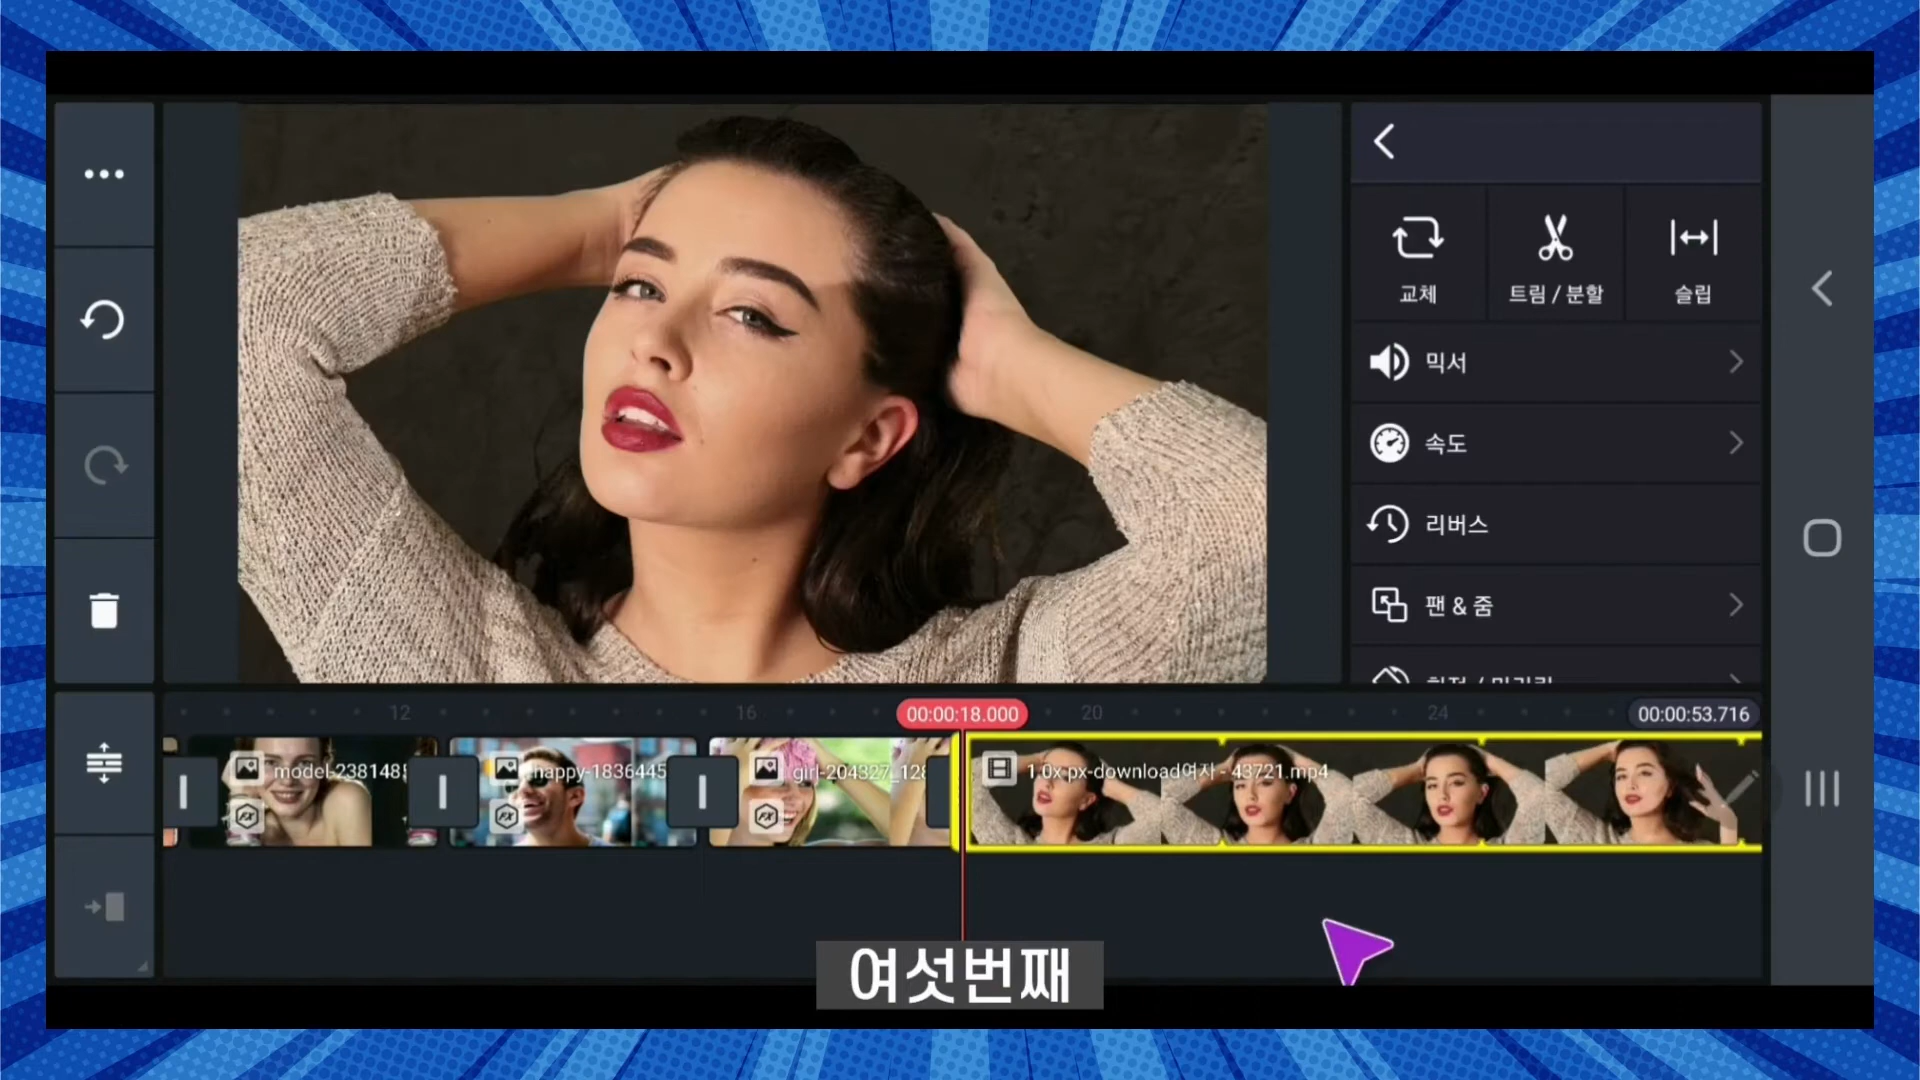 교체
트림 / 분할
슬립
믹서
속도
리버스
팬 & 줌
12
16
00:00:18.000
20
24
00:00:53.716
model-238148
happy-1836445
girl-204327_128
1.0x px-download여자 - 43721.mp4
여섯번째